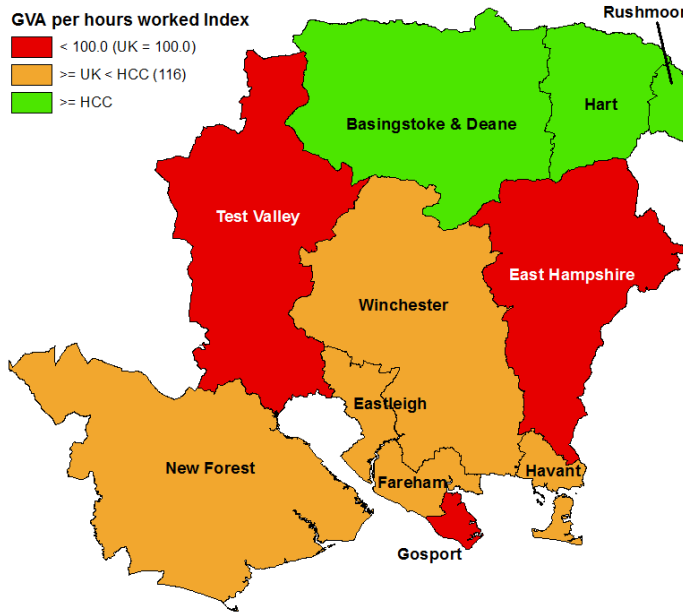 GVA per hours worked Index
< 100.0 (UK = 100.0)
>= UK < HCC (116)
>= HCC
Rushmoor
Hart
Basingstoke & Deane
Test Valley
East Hampshire
Winchester
Eastleigh
New Forest
Havant
Fareham
Gosport